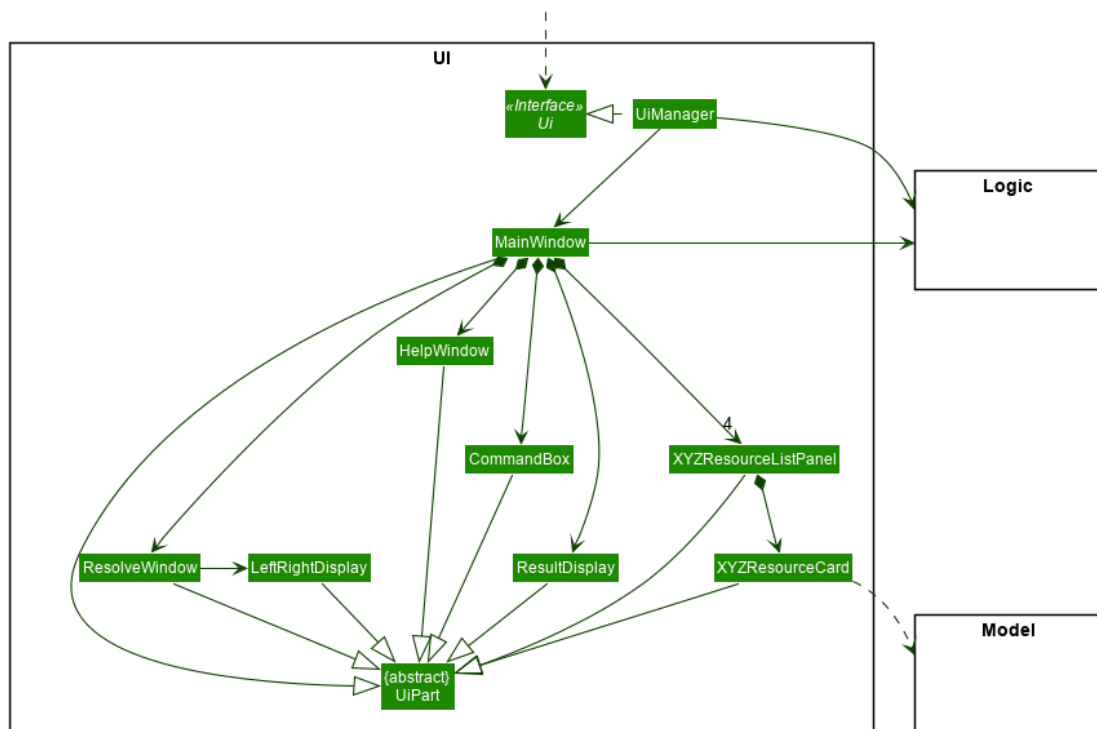 UI
«Interface»
Ui
UiManager
Logic
MainWindow
HelpWindow
4
CommandBox
XYZResourceListPanel
ResolveWindow
LeftRightDisplay
ResultDisplay
XYZResourceCard
Model
{abstract}
UiPart